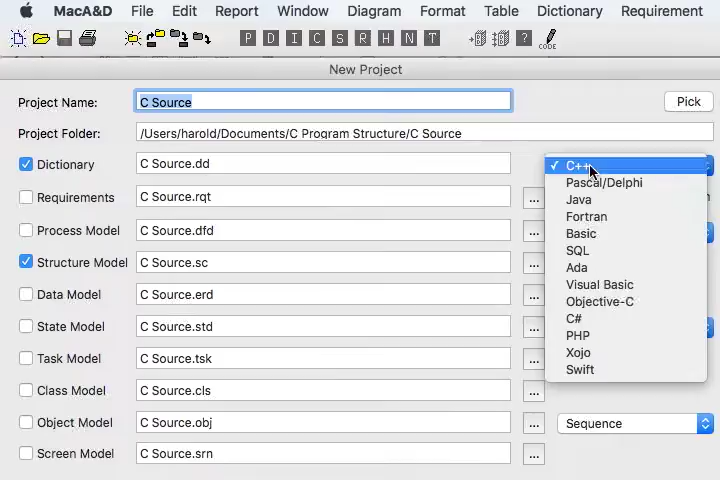 MacA&D File Edit Report Window Diagram Format Table Dictionary Requirement
P D I C S R H N T ? CODE
New Project
Project Name: C Source Pick
Project Folder: /Users/harold/Documents/C Program Structure/C Source
Dictionary C Source.dd ✓ C++
Pascal/Delphi
Requirements C Source.rqt ... Java
Fortran
Process Model C Source.dfd ... Basic
SQL
Structure Model C Source.sc ... Ada
Visual Basic
Data Model C Source.erd ... Objective-C
C#
State Model C Source.std ... PHP
Xojo
Task Model C Source.tsk ... Swift
Class Model C Source.cls ...
Object Model C Source.obj ... Sequence
Screen Model C Source.srn ...